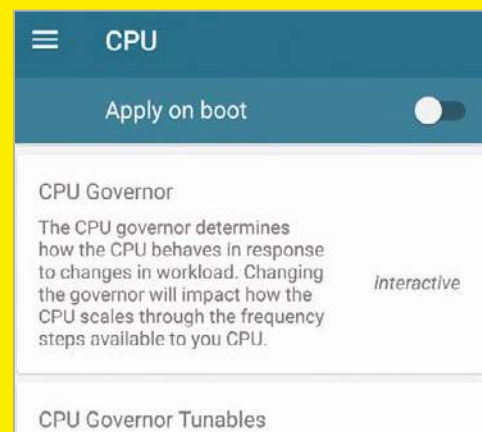 CPU
Apply on boot
CPU Governor
The CPU governor determines
how the CPU behaves in response
to changes in workload. Changing
the governor will impact how the
CPU scales through the frequency
steps available to you CPU.
interactive
CPU Governor Tunables